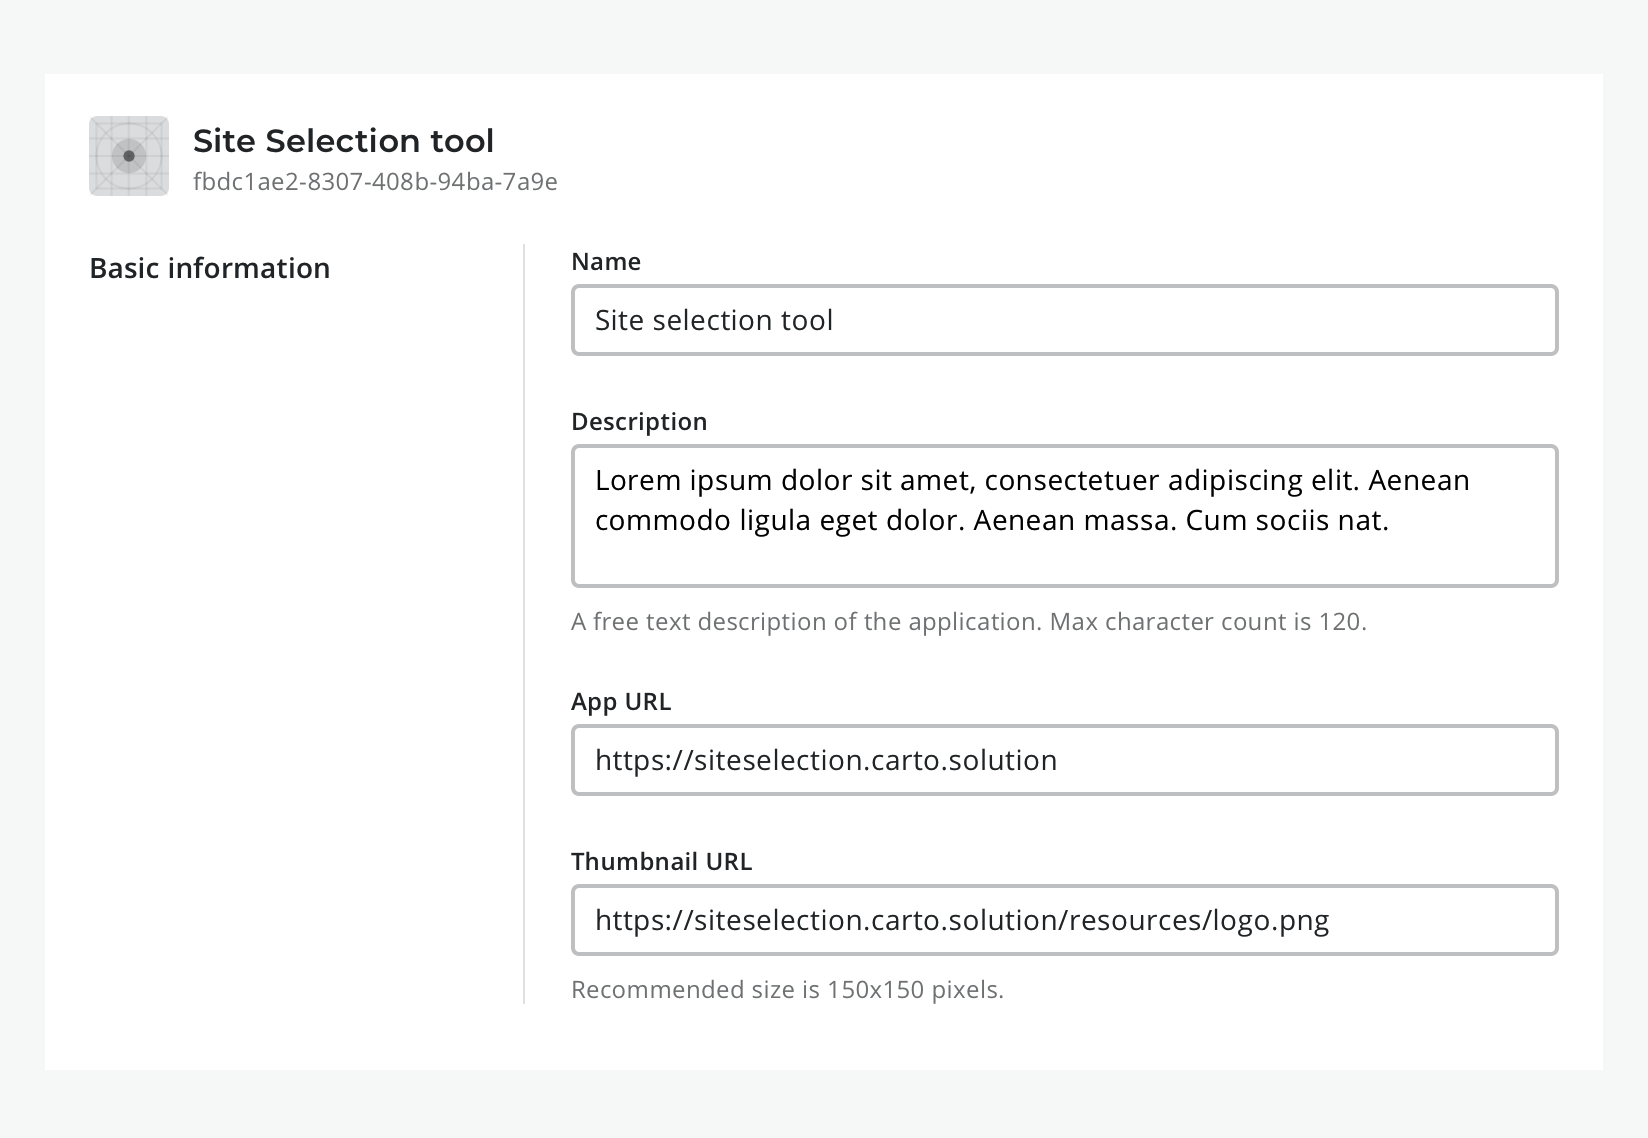 Site Selection tool
fbdc1ae2-8307-408b-94ba-7a9e
Basic information
Name
Site selection tool
Description
Lorem ipsum dolor sit amet, consectetuer adipiscing elit. Aenean
commodo ligula eget dolor. Aenean massa. Cum sociis nat.
A free text description of the application. Max character count is 120.
App URL
https://siteselection.carto.solution
Thumbnail URL
https://siteselection.carto.solution/resources/logo.png
Recommended size is 150x150 pixels.